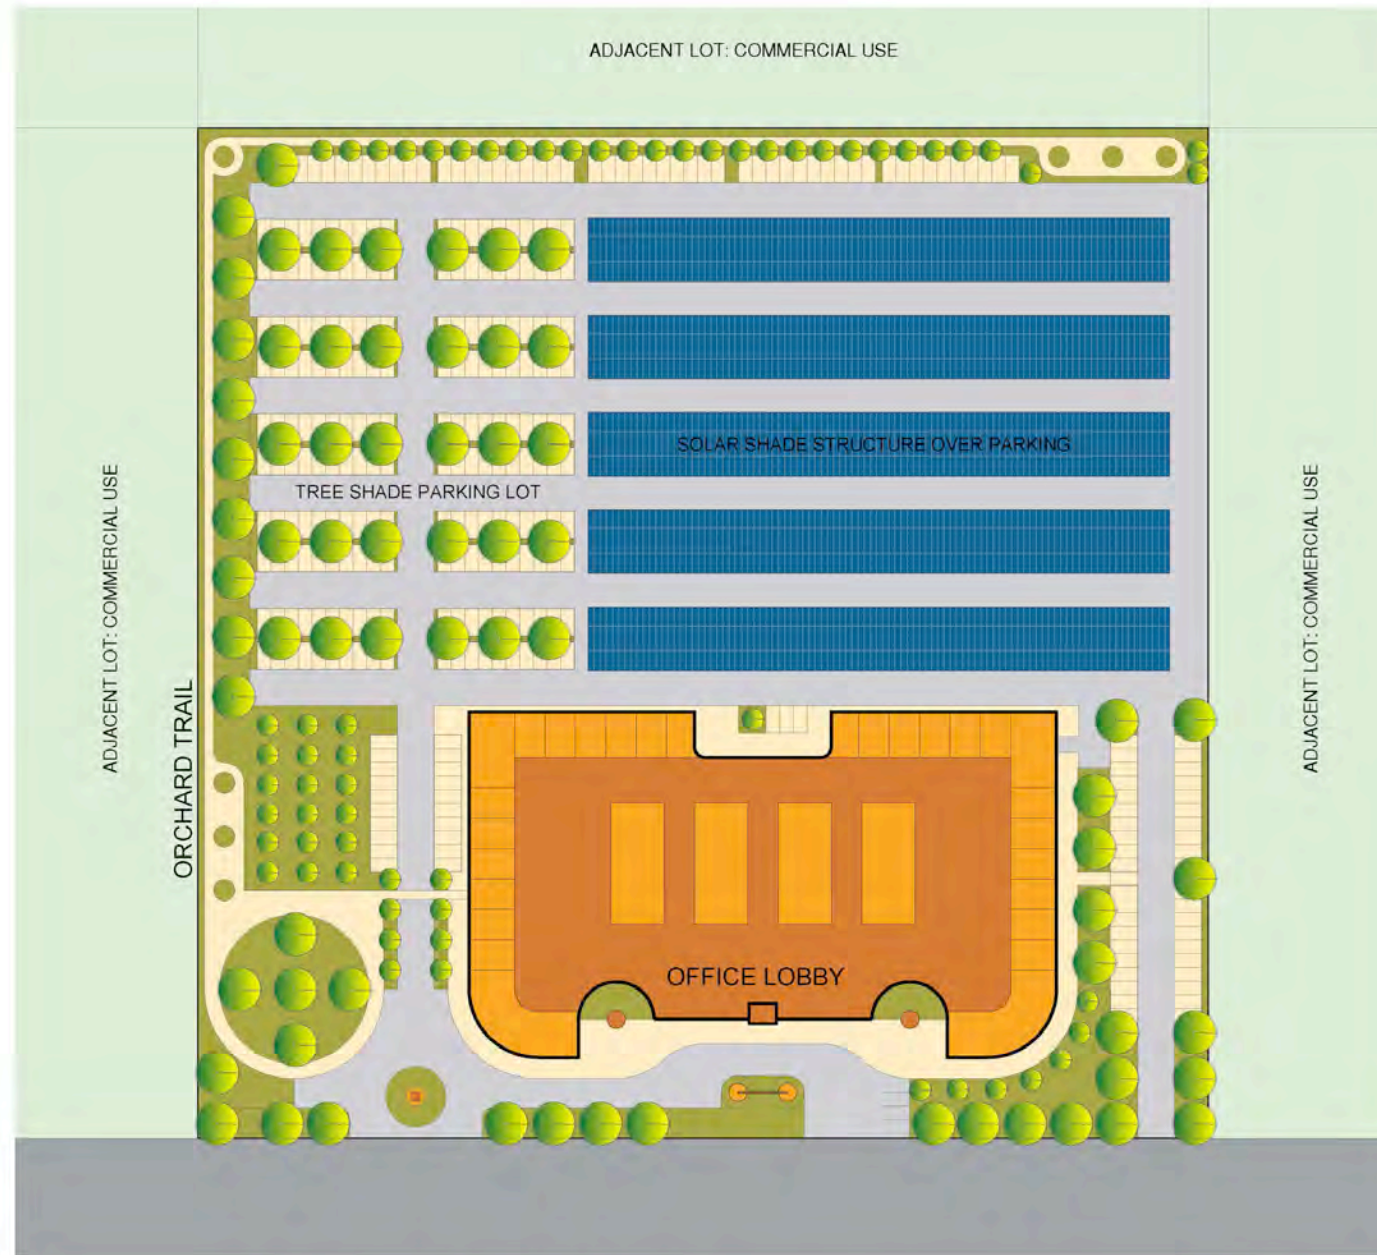 ADJACENT LOT: COMMERCIAL USE
SOLAR SHADE STRUCTURE OVER PARKING
TREE SHADE PARKING LOT
ADJACENT LOT: COMMERCIAL USE
ADJACENT LOT: COMMERCIAL USE
ORCHARD TRAIL
OFFICE LOBBY